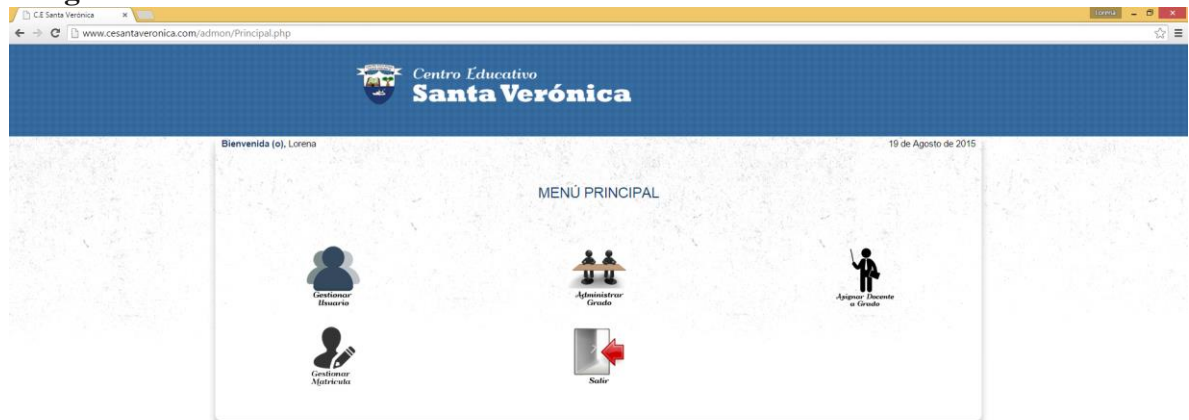 C.E Santa Verónica
Lorena
www.cesantaveronica.com/admon/Principal.php
Centro Educativo
Santa Verónica
Bienvenida (o), Lorena
19 de Agosto de 2015
MENÚ PRINCIPAL
Gestionar
Usuario
Administrar
Grado
Asignar Docente
a Grado
Gestionar
Matricula
Salir